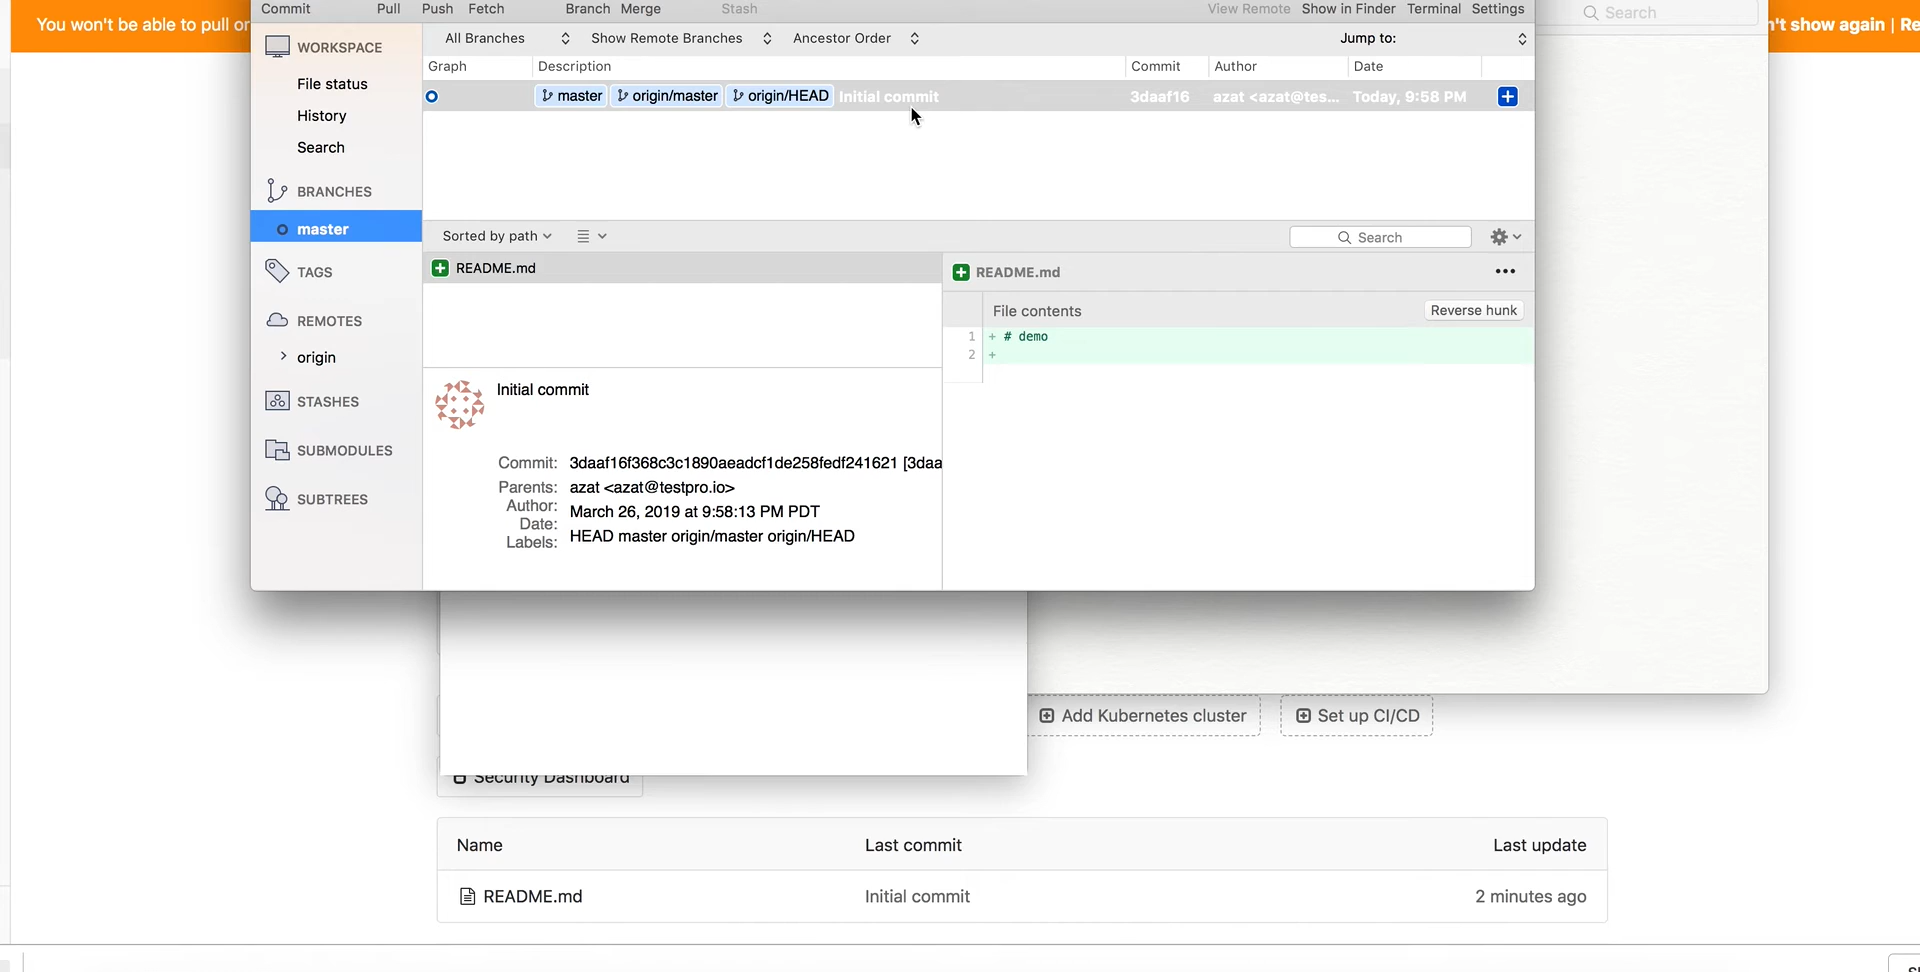 Commit Pull Push Fetch Branch Merge Stash View Remote Show in Finder Terminal Settings
Search
You won't be able to pull or
n't show again | Re
WORKSPACE
File status
History
Search
BRANCHES
master
TAGS
REMOTES
origin
STASHES
SUBMODULES
SUBTREES
All Branches Show Remote Branches Ancestor Order Jump to:
Graph Description Commit Author Date
master origin/master origin/HEAD Initial commit 3daaf16 azat <azat@tes... Today, 9:58 PM
Sorted by path Search
README.md
README.md
File contents Reverse hunk
1 + # demo
2 +
Initial commit
Commit: 3daaf16f368c3c1890aeadcf1de258fedf241621 [3daa
Parents:
azat <azat@testpro.io>
Author:
March 26, 2019 at 9:58:13 PM PDT
Date:
HEAD master origin/master origin/HEAD
Labels:
Add Kubernetes cluster Set up CI/CD
Security Dashboard
Name Last commit Last update
README.md Initial commit 2 minutes ago